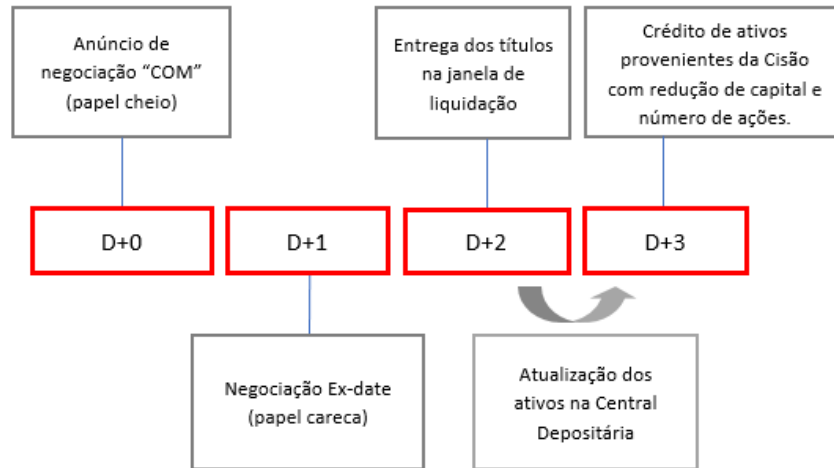 Anúncio de
negociação “COM”
(papel cheio)
Entrega dos títulos
na janela de
liquidação
Crédito de ativos
provenientes da Cisão
com redução de capital e
número de ações.
D+0
D+1
D+2
D+3
Negociação Ex-date
(papel careca)
Atualização dos
ativos na Central
Depositária